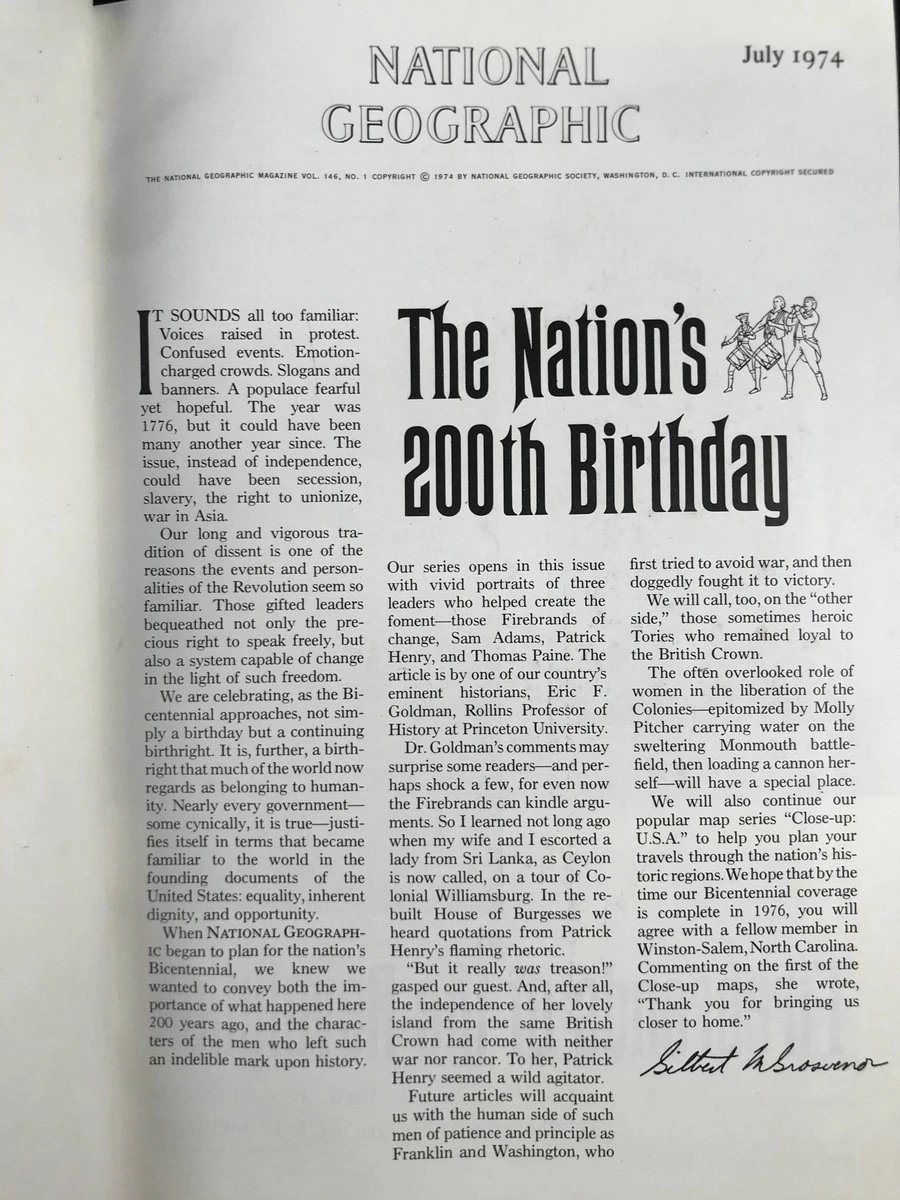 NATIONAL
GEOGRAPHIC
July 1974
THE NATIONAL GEOGRAPHIC MAGAZINE VOL. 146, NO. 1 COPYRIGHT © 1974 BY NATIONAL GEOGRAPHIC SOCIETY, WASHINGTON, D. C. INTERNATIONAL COPYRIGHT SECURED
The Nation's
200th Birthday
IT SOUNDS all too familiar:
Voices raised in protest.
Confused events. Emotion-
charged crowds. Slogans and
banners. A populace fearful
yet hopeful. The year was
1776, but it could have been
many another year since. The
issue, instead of independence,
could have been secession,
slavery, the right to unionize,
war in Asia.
Our long and vigorous tra-
dition of dissent is one of the
reasons the events and person-
alities of the Revolution seem so
familiar. Those gifted leaders
bequeathed not only the pre-
cious right to speak freely, but
also a system capable of change
in the light of such freedom.
We are celebrating, as the Bi-
centennial approaches, not sim-
ply a birthday but a continuing
birthright. It is, further, a birth-
right that much of the world now
regards as belonging to human-
ity. Nearly every government—
some cynically, it is true—justi-
fies itself in terms that became
familiar to the world in the
founding documents of the
United States: equality, inherent
dignity, and opportunity.
When NATIONAL GEOGRAPH-
IC began to plan for the nation's
Bicentennial, we knew we
wanted to convey both the im-
portance of what happened here
200 years ago, and the charac-
ters of the men who left such
an indelible mark upon history.
Our series opens in this issue
with vivid portraits of three
leaders who helped create the
foment—those Firebrands of
change, Sam Adams, Patrick
Henry, and Thomas Paine. The
article is by one of our country's
eminent historians, Eric F.
Goldman, Rollins Professor of
History at Princeton University.
Dr. Goldman's comments may
surprise some readers—and per-
haps shock a few, for even now
the Firebrands can kindle argu-
ments. So I learned not long ago
when my wife and I escorted a
lady from Sri Lanka, as Ceylon
is now called, on a tour of Co-
lonial Williamsburg. In the re-
built House of Burgesses we
heard quotations from Patrick
Henry's flaming rhetoric.
"But it really was treason!"
gasped our guest. And, after all,
the independence of her lovely
island from the same British
Crown had come with neither
war nor rancor. To her, Patrick
Henry seemed a wild agitator.
Future articles will acquaint
us with the human side of such
men of patience and principle as
Franklin and Washington, who
first tried to avoid war, and then
doggedly fought it to victory.
We will call, too, on the "other
side," those sometimes heroic
Tories who remained loyal to
the British Crown.
The often overlooked role of
women in the liberation of the
Colonies—epitomized by Molly
Pitcher carrying water on the
sweltering Monmouth battle-
field, then loading a cannon her-
self—will have a special place.
We will also continue our
popular map series "Close-up:
U.S.A." to help you plan your
travels through the nation's his-
toric regions. We hope that by the
time our Bicentennial coverage
is complete in 1976, you will
agree with a fellow member in
Winston-Salem, North Carolina.
Commenting on the first of the
Close-up maps, she wrote,
"Thank you for bringing us
closer to home."
Gilbert M Grosvenor